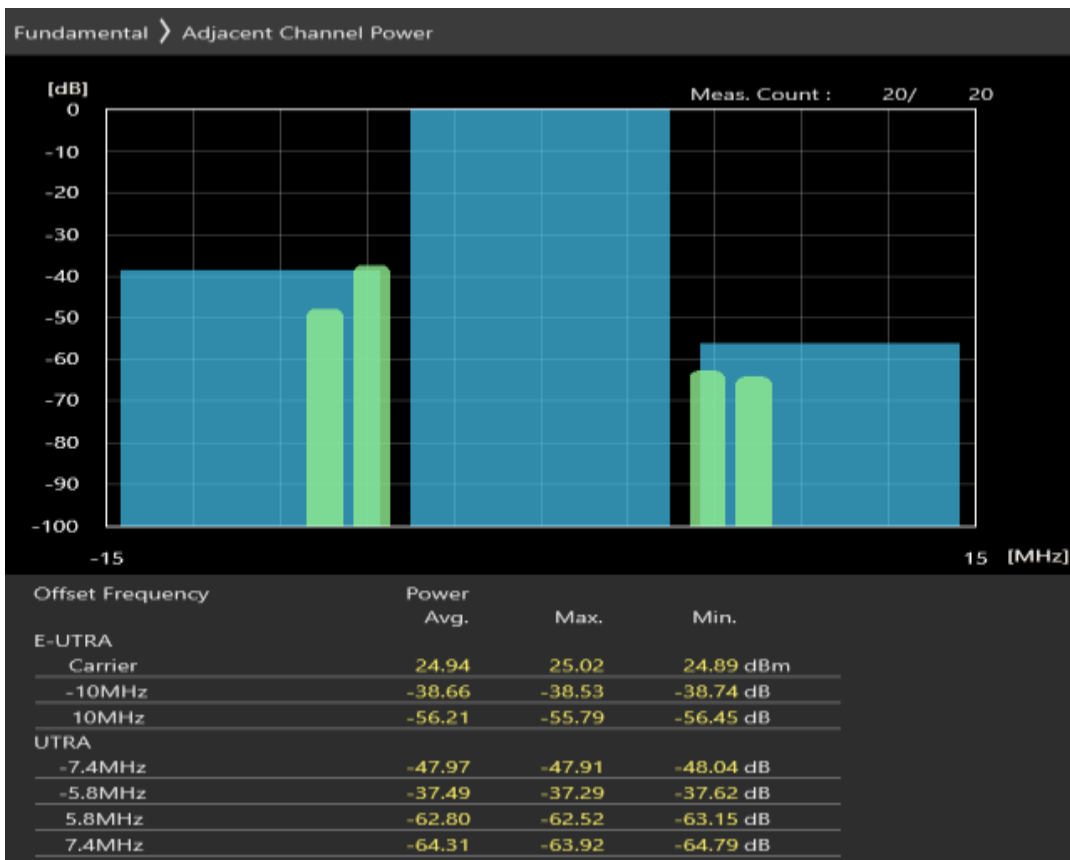 Fundamental ❯ Adjacent Channel Power
[dB]
Meas. Count : 20/ 20
0
-10
-20
-30
-40
-50
-60
-70
-80
-90
-100
-15 15 [MHz]
Offset Frequency Power
Avg. Max. Min.
E-UTRA
Carrier 24.94 25.02 24.89 dBm
-10MHz -38.66 -38.53 -38.74 dB
10MHz -56.21 -55.79 -56.45 dB
UTRA
-7.4MHz -47.97 -47.91 -48.04 dB
-5.8MHz -37.49 -37.29 -37.62 dB
5.8MHz -62.80 -62.52 -63.15 dB
7.4MHz -64.31 -63.92 -64.79 dB